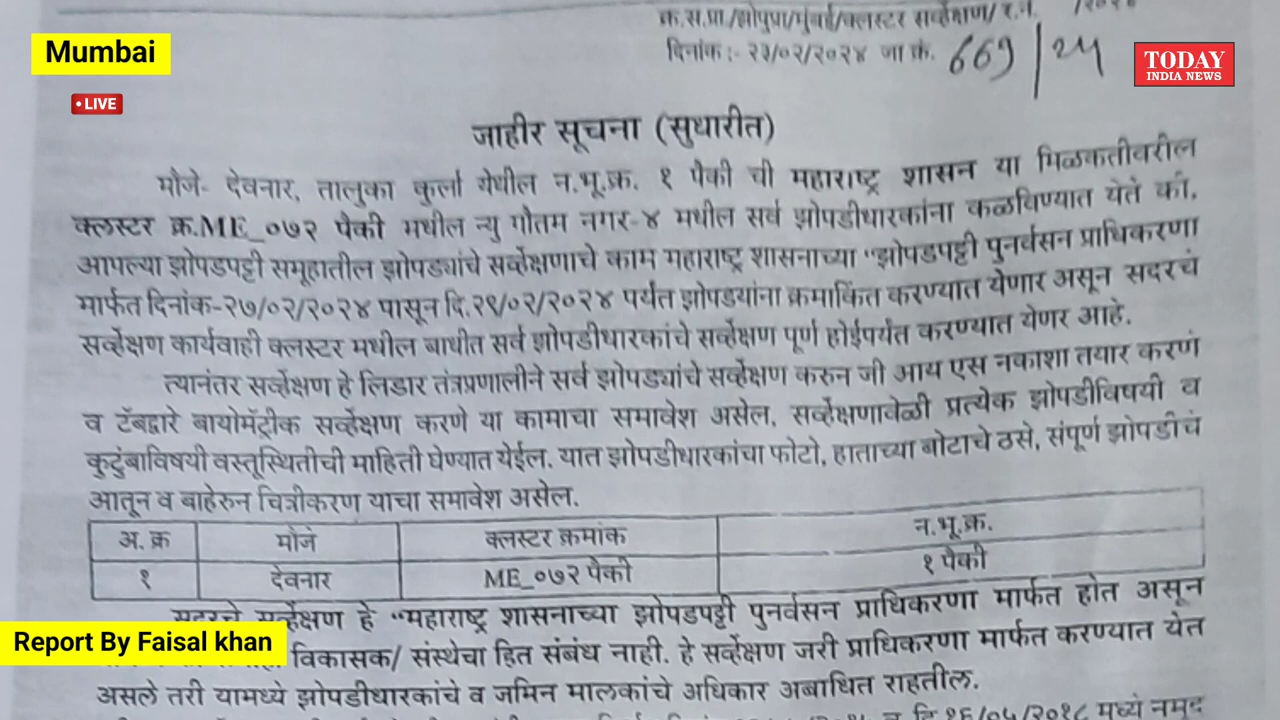 क्र.स.प्रा./झोपुप्रा/मुंबई/क्लस्टर सर्व्हेक्षण/ र.नं.
Mumbai
दिनांक :- २३/०२/२०२४ जा क्रं. 669/24
TODAY
INDIA NEWS
LIVE
जाहीर सूचना (सुधारीत)
मौजे- देवनार, तालुका कुर्ला येथील न.भू.क्र. १ पैकी ची महाराष्ट्र शासन या मिळकतीवरील
क्लस्टर क्र.ME_०७२ पैकी मधील न्यु गौतम नगर-४ मधील सर्व झोपडीधारकांना कळविण्यात येते की,
आपल्या झोपडपट्टी समूहातील झोपड्यांचे सर्व्हेक्षणाचे काम महाराष्ट्र शासनाच्या "झोपडपट्टी पुनर्वसन प्राधिकरणा
मार्फत दिनांक-२७/०२/२०२४ पासून दि.२९/०२/२०२४ पर्यंत झोपडयांना क्रमांकित करण्यात येणार असून सदरचे
सर्व्हेक्षण कार्यवाही क्लस्टर मधील बाधीत सर्व झोपडीधारकांचे सर्व्हेक्षण पूर्ण होईपर्यंत करण्यात येणर आहे.
त्यानंतर सर्व्हेक्षण हे लिडार तंत्रप्रणालीने सर्व झोपड्यांचे सर्व्हेक्षण करुन जी आय एस नकाशा तयार करणे
व टॅबद्वारे बायोमॅट्रीक सर्व्हेक्षण करणे या कामाचा समावेश असेल, सर्व्हेक्षणावेळी प्रत्येक झोपडीविषयी व
कुटुंबाविषयी वस्तूस्थितीची माहिती घेण्यात येईल. यात झोपडीधारकांचा फोटो, हाताच्या बोटाचे ठसे, संपूर्ण झोपडीचे
आतून व बाहेरुन चित्रीकरण याचा समावेश असेल.
अ. क्र मौजे क्लस्टर क्रमांक न.भू.क्र.
१ देवनार ME_०७२ पैकी १ पैकी
सदरचे सर्व्हेक्षण हे "महाराष्ट्र शासनाच्या झोपडपट्टी पुनर्वसन प्राधिकरणा मार्फत होत असून
Report By Faisal khan
विकासक/ संस्थेचा हित संबंध नाही. हे सर्व्हेक्षण जरी प्राधिकरणा मार्फत करण्यात येत
असले तरी यामध्ये झोपडीधारकांचे व जमिन मालकांचे अधिकार अबाधित राहतील.